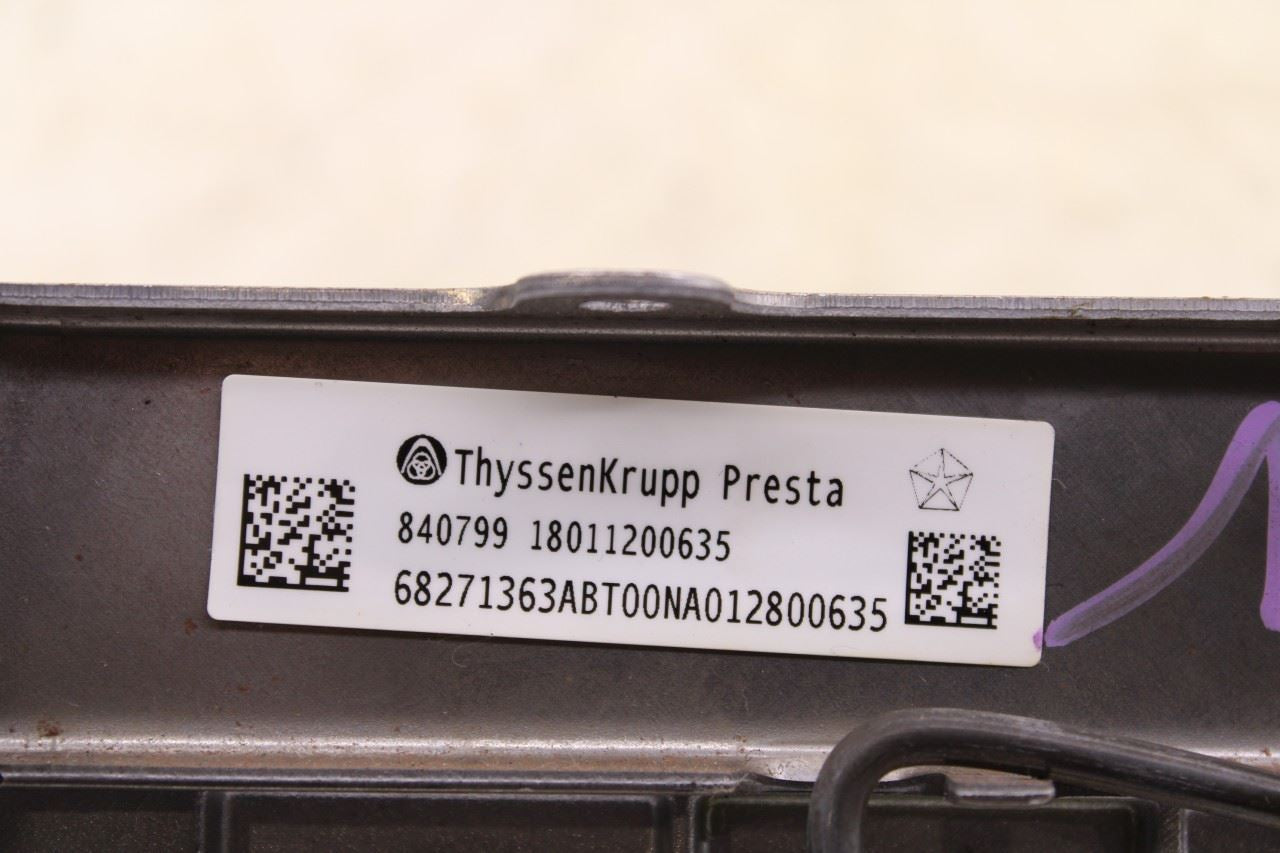 ThyssenKrupp Presta
840799 18011200635
68271363ABT00NA012800635